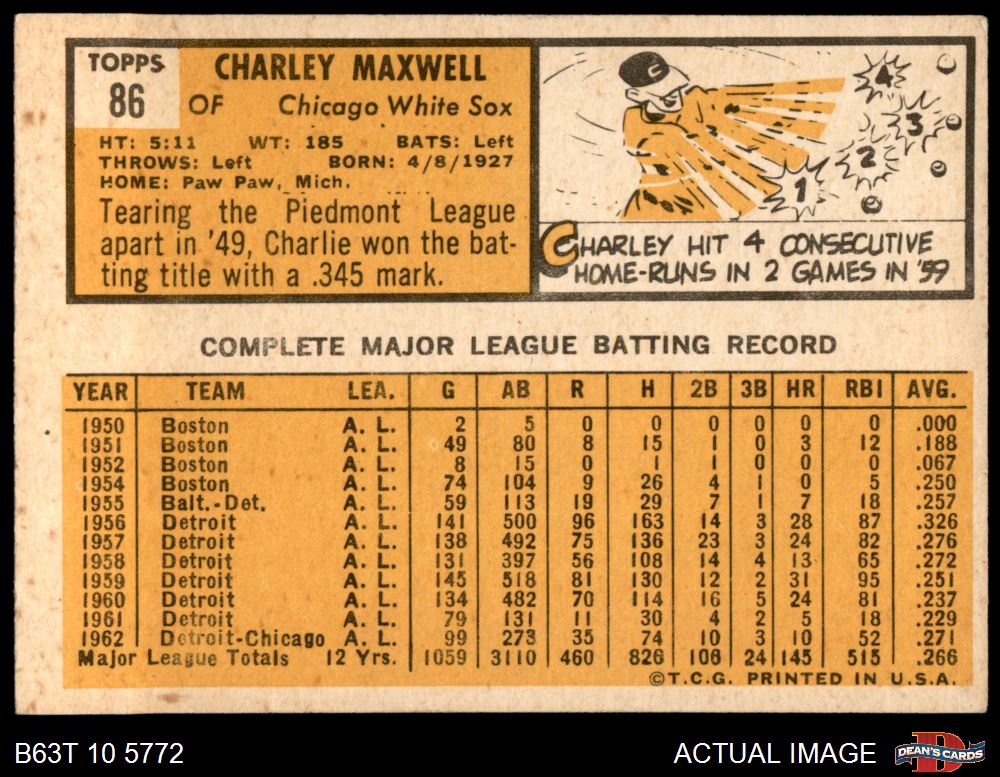 TOPPS
86
CHARLEY MAXWELL
OF Chicago White Sox
HT: 5:11 WT: 185 BATS: Left
THROWS: Left BORN: 4/8/1927
HOME: Paw Paw, Mich.
Tearing the Piedmont League
apart in '49, Charlie won the bat-
ting title with a .345 mark.
C
4
3
2
1
CHARLEY HIT 4 CONSECUTIVE
HOME-RUNS IN 2 GAMES IN '59
COMPLETE MAJOR LEAGUE BATTING RECORD
YEAR TEAM LEA. G AB R H 2B 3B HR RBI AVG.
1950 Boston A. L. 2 5 0 0 0 0 0 0 .000
1951 Boston A. L. 49 80 8 15 1 0 3 12 .188
1952 Boston A. L. 8 15 0 1 1 0 0 0 .067
1954 Boston A. L. 74 104 9 26 4 1 0 5 .250
1955 Balt.-Det. A. L. 59 113 19 29 7 1 7 18 .257
1956 Detroit A. L. 141 500 96 163 14 3 28 87 .326
1957 Detroit A. L. 138 492 75 136 23 3 24 82 .276
1958 Detroit A. L. 131 397 56 108 14 4 13 65 .272
1959 Detroit A. L. 145 518 81 130 12 2 31 95 .251
1960 Detroit A. L. 134 482 70 114 16 5 24 81 .237
1961 Detroit A. L. 79 131 11 30 4 2 5 18 .229
1962 Detroit-Chicago A. L. 99 273 35 74 10 3 10 52 .271
Major League Totals 12 Yrs. 1059 3110 460 826 106 24 145 515 .266
©T.C.G. PRINTED IN U.S.A.
B63T 10 5772
ACTUAL IMAGE
DEAN'S CARDS